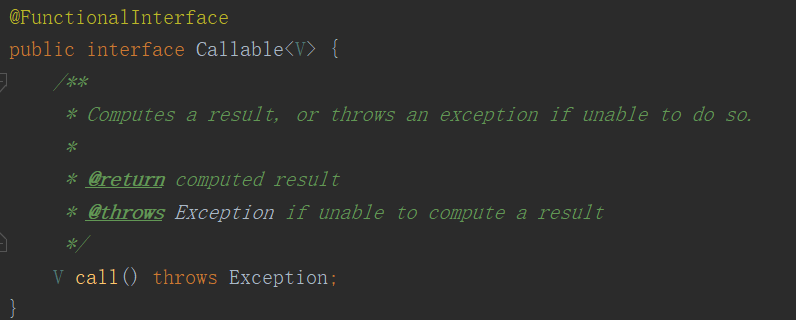 @FunctionalInterface
public interface Callable<V> {
/**
* Computes a result, or throws an exception if unable to do so.
*
* @return computed result
* @throws Exception if unable to compute a result
*/
V call() throws Exception;
}